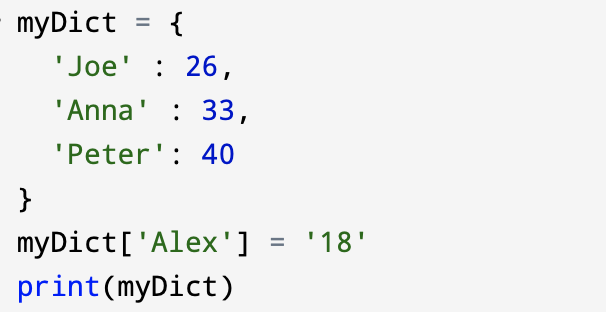 myDict = {
  'Joe' : 26,
  'Anna' : 33,
  'Peter': 40
}
myDict['Alex'] = '18'
print(myDict)